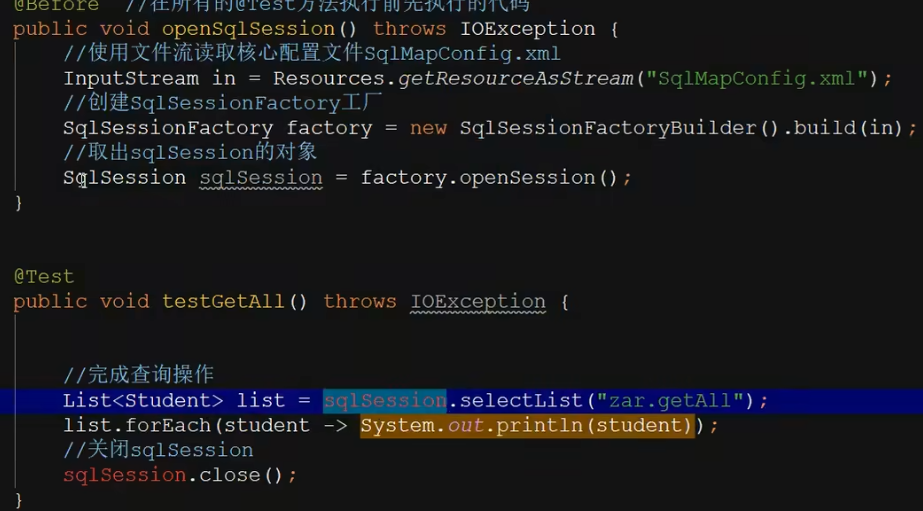 @Before //在所有的@Test方法执行前先执行的代码
public void openSqlSession() throws IOException {
//使用文件流读取核心配置文件SqlMapConfig.xml
InputStream in = Resources.getResourceAsStream("SqlMapConfig.xml");
//创建SqlSessionFactory工厂
SqlSessionFactory factory = new SqlSessionFactoryBuilder().build(in);
//取出sqlSession的对象
SqlSession sqlSession = factory.openSession();
}
@Test
public void testGetAll() throws IOException {
//完成查询操作
List<Student> list = sqlSession.selectList("zar.getAll");
list.forEach(student -> System.out.println(student));
//关闭sqlSession
sqlSession.close();
}